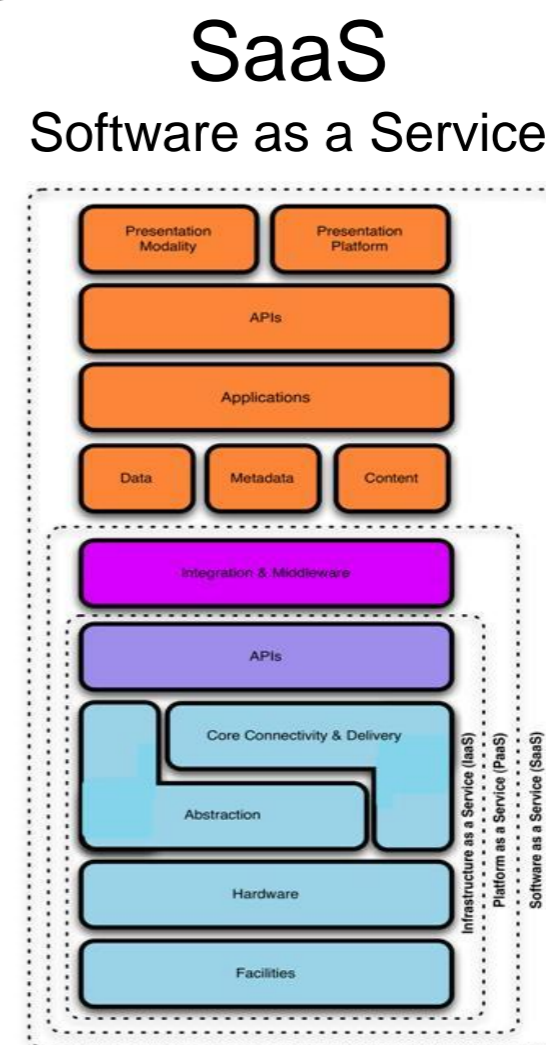 SaaS
Software as a Service
Presentation
Modality
Presentation
Platform
APIs
Applications
Data
Metadata
Content
Integration & Middleware
APIs
Core Connectivity & Delivery
Abstraction
Hardware
Facilities
Infrastructure as a Service (IaaS)
Platform as a Service (PaaS)
Software as a Service (SaaS)